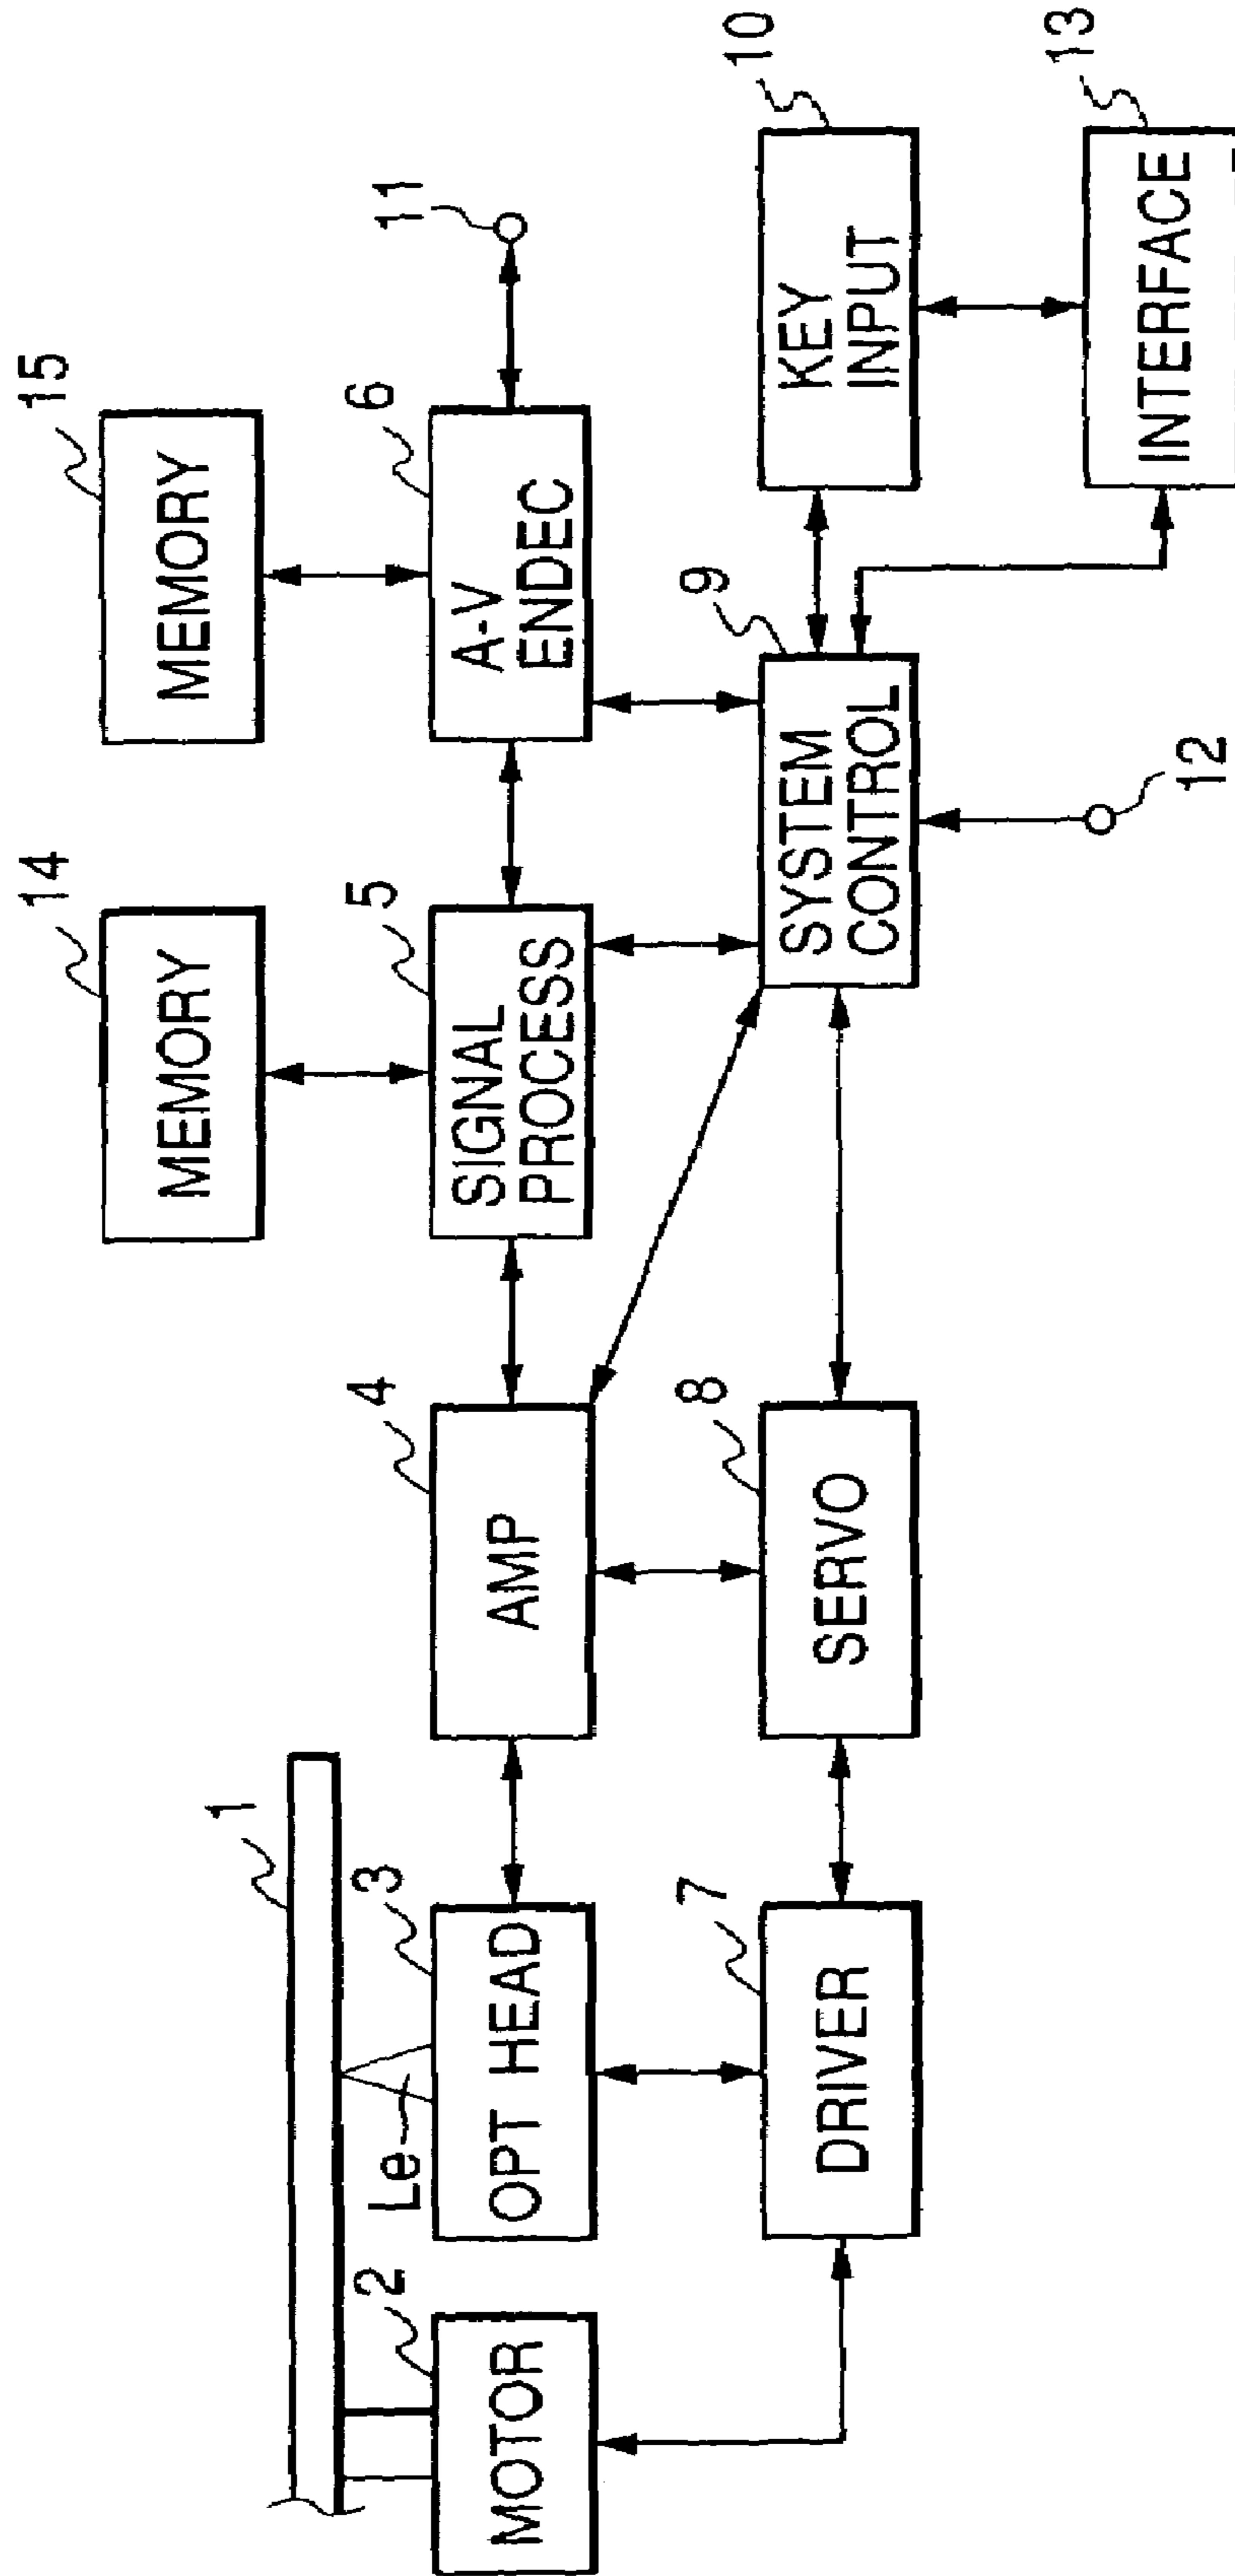 15
MEMORY
14
MEMORY
11
6
A-V
ENDEC
5
SIGNAL
PROCESS
4
AMP
1
3
Le
OPT HEAD
2
MOTOR
10
KEY
INPUT
9
SYSTEM
CONTROL
8
SERVO
7
DRIVER
13
INTERFACE
12